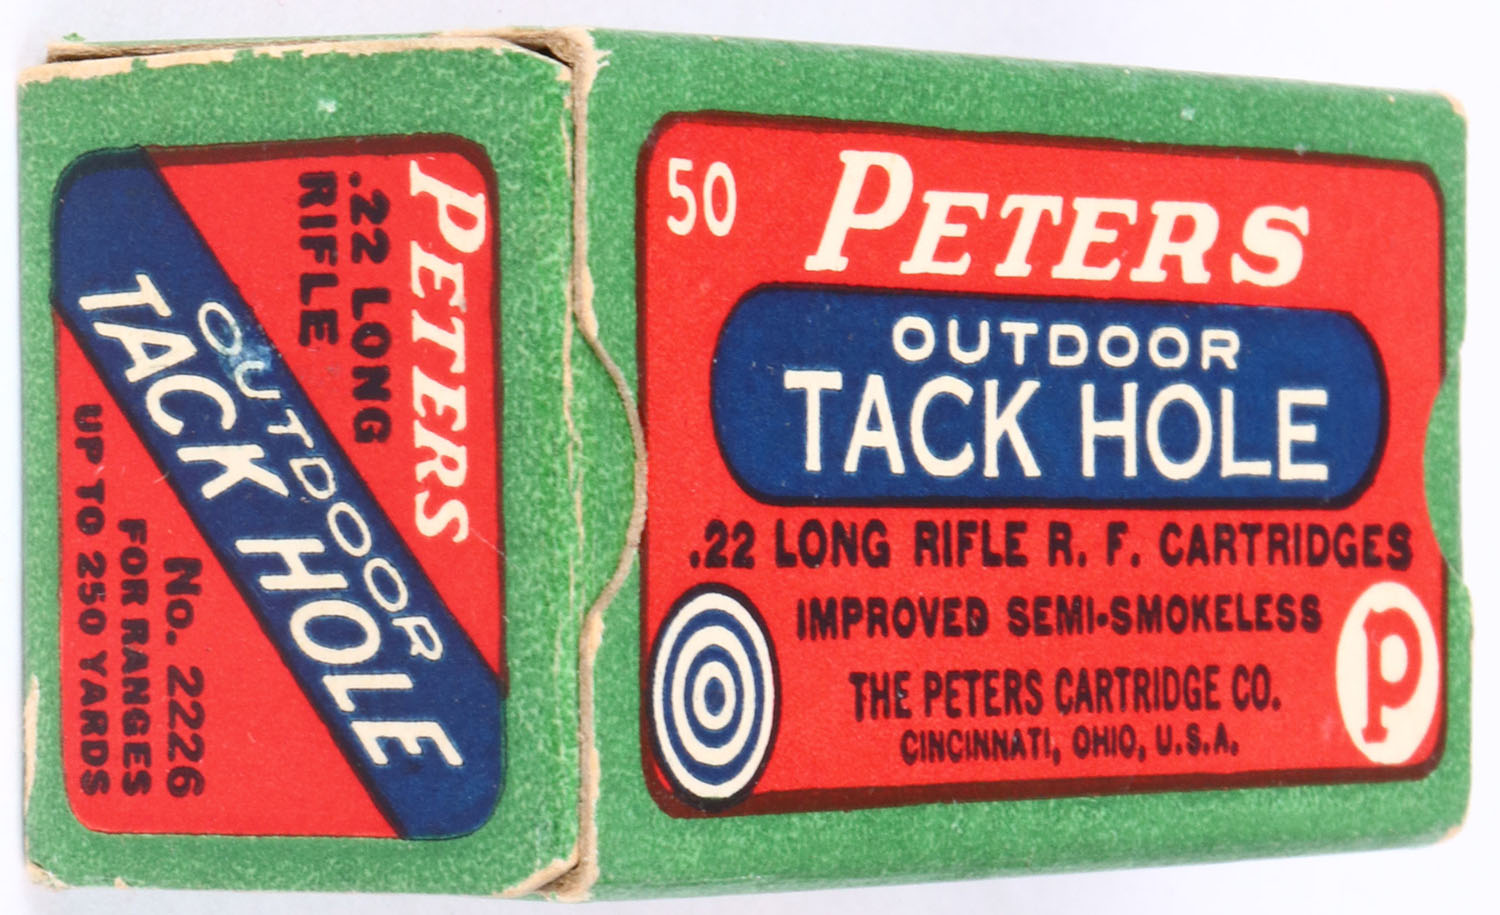 50
PETERS
OUTDOOR
TACK HOLE
.22 LONG RIFLE R. F. CARTRIDGES
IMPROVED SEMI-SMOKELESS
THE PETERS CARTRIDGE CO.
CINCINNATI, OHIO, U.S.A.
P
PETERS
.22 LONG
RIFLE
OUTDOOR
TACK HOLE
No. 2226
FOR RANGES
UP TO 250 YARDS